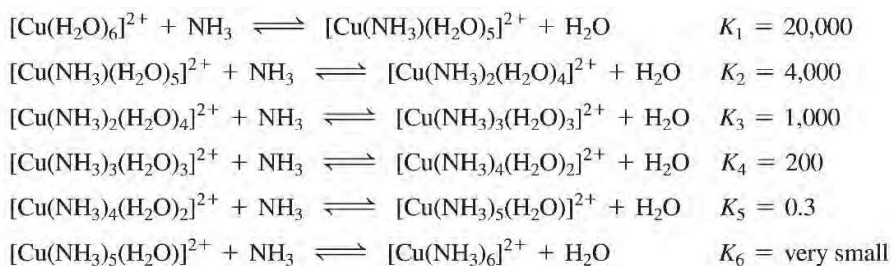 [Cu(H₂O)₆]²⁺ + NH₃ ⇌ [Cu(NH₃)(H₂O)₅]²⁺ + H₂O K₁ = 20,000
[Cu(NH₃)(H₂O)₅]²⁺ + NH₃ ⇌ [Cu(NH₃)₂(H₂O)₄]²⁺ + H₂O K₂ = 4,000
[Cu(NH₃)₂(H₂O)₄]²⁺ + NH₃ ⇌ [Cu(NH₃)₃(H₂O)₃]²⁺ + H₂O K₃ = 1,000
[Cu(NH₃)₃(H₂O)₃]²⁺ + NH₃ ⇌ [Cu(NH₃)₄(H₂O)₂]²⁺ + H₂O K₄ = 200
[Cu(NH₃)₄(H₂O)₂]²⁺ + NH₃ ⇌ [Cu(NH₃)₅(H₂O)]²⁺ + H₂O K₅ = 0.3
[Cu(NH₃)₅(H₂O)]²⁺ + NH₃ ⇌ [Cu(NH₃)₆]²⁺ + H₂O K₆ = very small